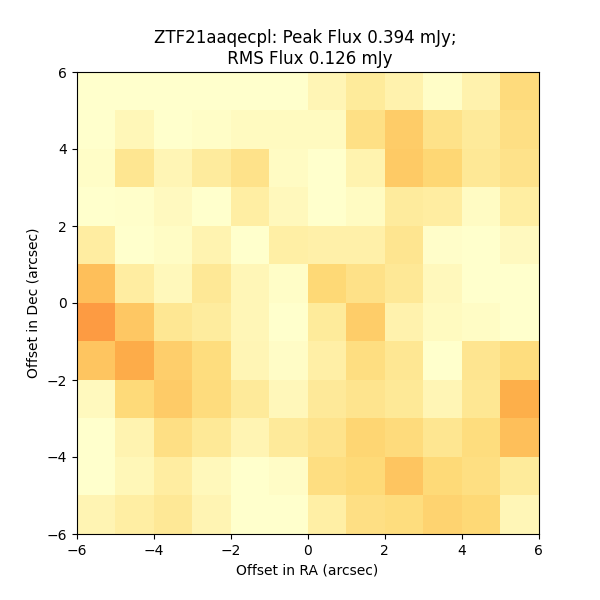 ZTF21aaqecpl: Peak Flux 0.394 mJy;
RMS Flux 0.126 mJy
6
4
2
0
−2
−4
−6
Offset in Dec (arcsec)
−6 −4 −2 0 2 4 6
Offset in RA (arcsec)